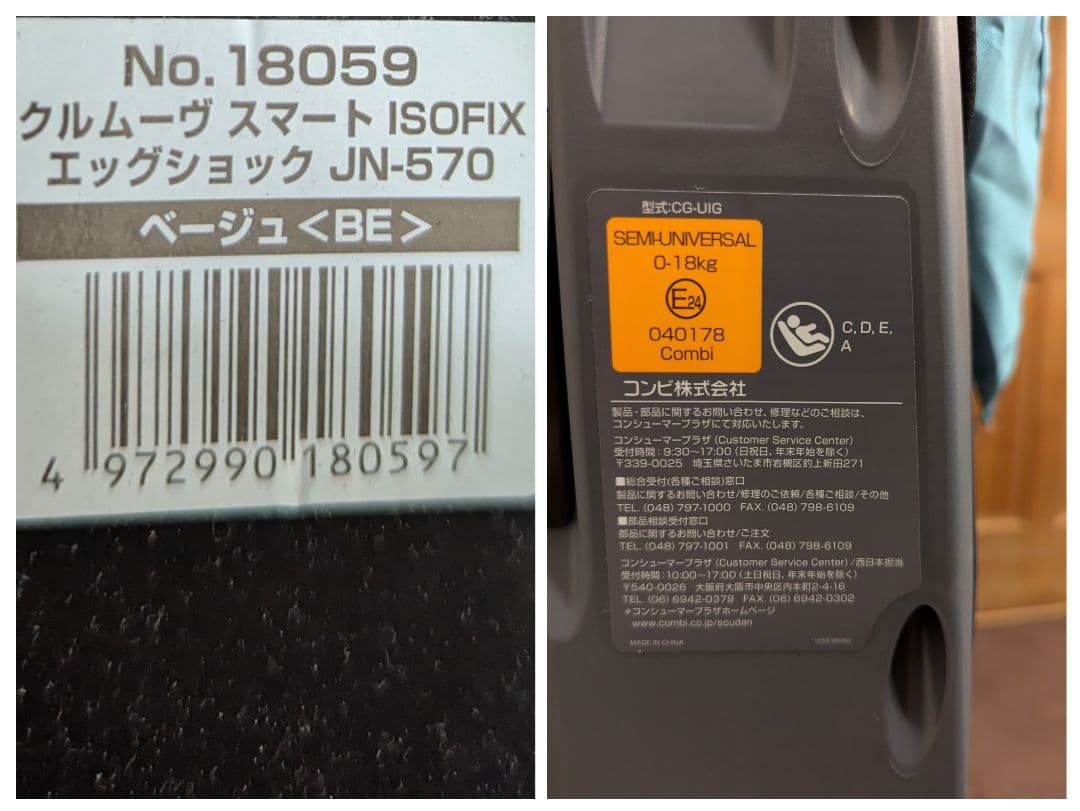 No.18059
クルムーヴ スマート ISOFIX
エッグショック JN-570
ベージュ<BE>
4 972990 180597
型式:CG-UIG
SEMI-UNIVERSAL
0-18kg
E24
040178
Combi
C, D, E,
A
コンビ株式会社
製品・部品に関するお問い合わせ、修理などのご相談は、
コンシューマープラザにて対応いたします。
コンシューマープラザ (Customer Service Center)
受付時間:9:30～17:00 (日祝日、年末年始を除く)
〒339-0025 埼玉県さいたま市岩槻区釣上新田271
■総合受付(各種ご相談)窓口
製品に関するお問い合わせ/修理のご依頼/各種ご相談/その他
TEL. (048) 797-1000 FAX. (048) 798-6109
■部品相談受付窓口
部品に関するお問い合わせ/ご注文
TEL. (048) 797-1001 FAX. (048) 798-6109
コンシューマープラザ (Customer Service Center) /西日本担当
受付時間:10:00～17:00 (土日祝日、年末年始を除く)
〒540-0026 大阪府大阪市中央区内本町2-4-16
TEL. (06) 6942-0379 FAX. (06) 6942-0302
＊コンシューマープラザホームページ
www.combi.co.jp/soudan
MADE IN CHINA